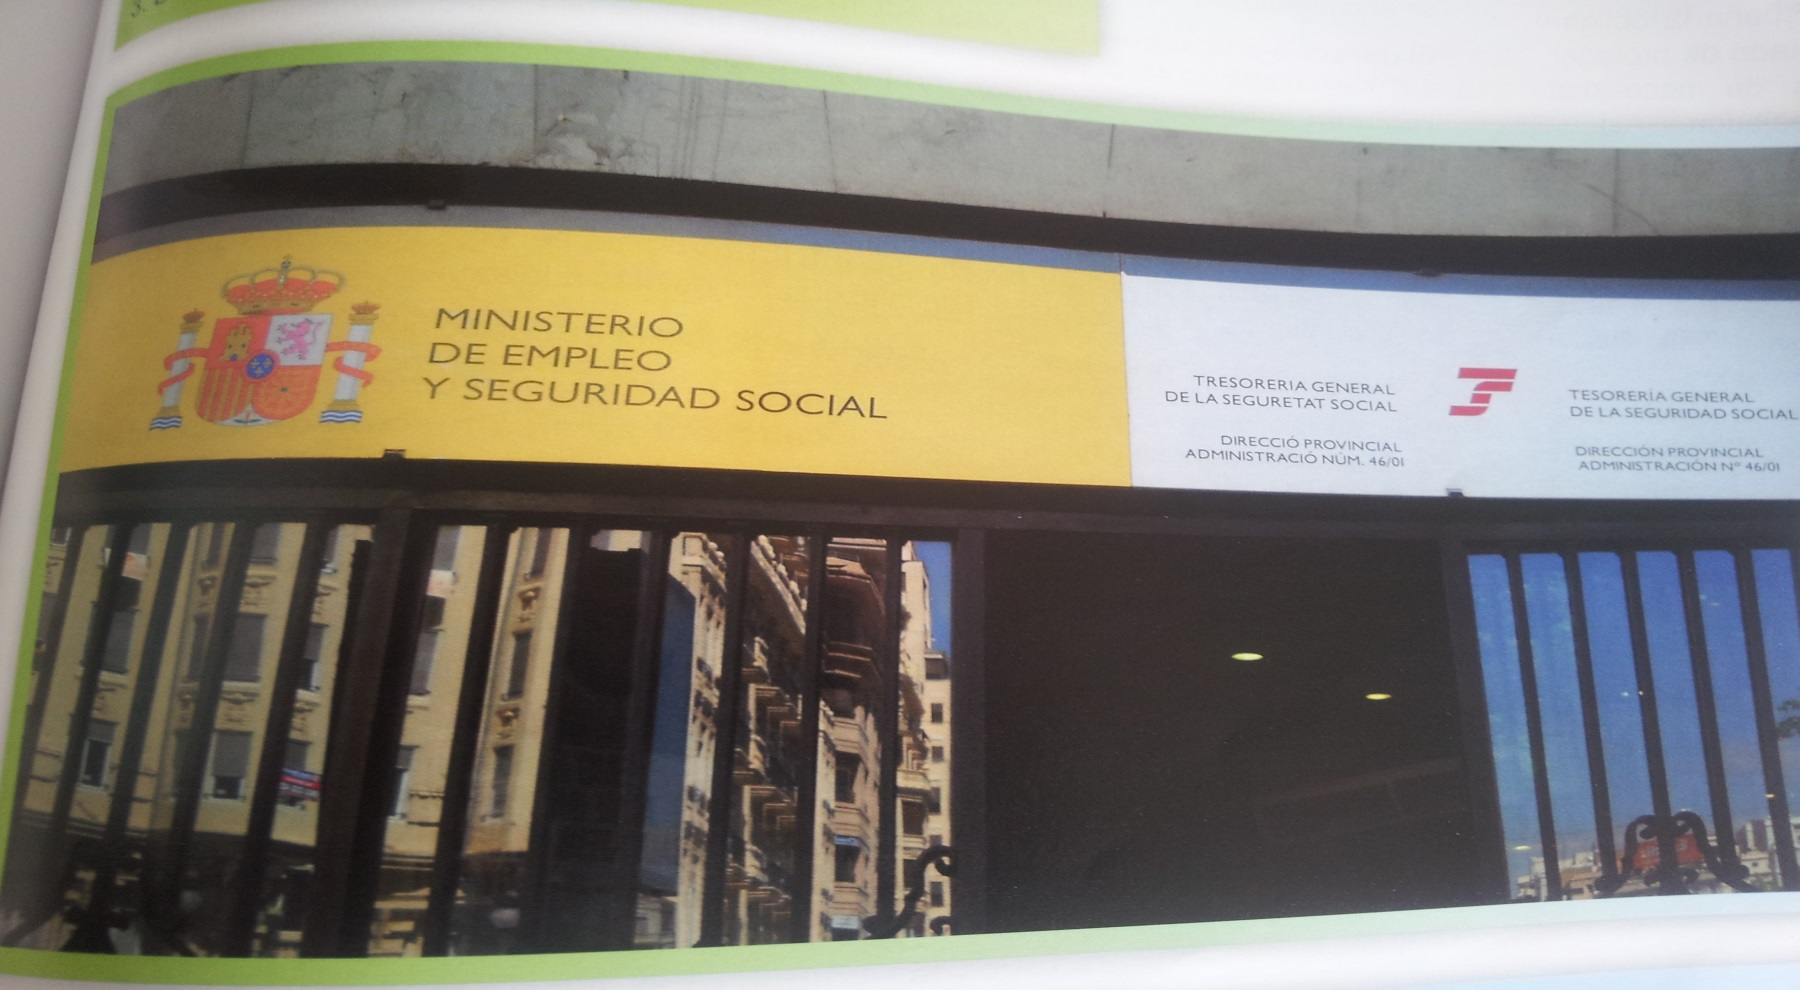 MINISTERIO
DE EMPLEO
Y SEGURIDAD SOCIAL
TRESORERIA GENERAL
DE LA SEGURETAT SOCIAL
DIRECCIÓ PROVINCIAL
ADMINISTRACIÓ NÚM. 46/01
TESORERÍA GENERAL
DE LA SEGURIDAD SOCIAL
DIRECCIÓN PROVINCIAL
ADMINISTRACIÓN Nº 46/01